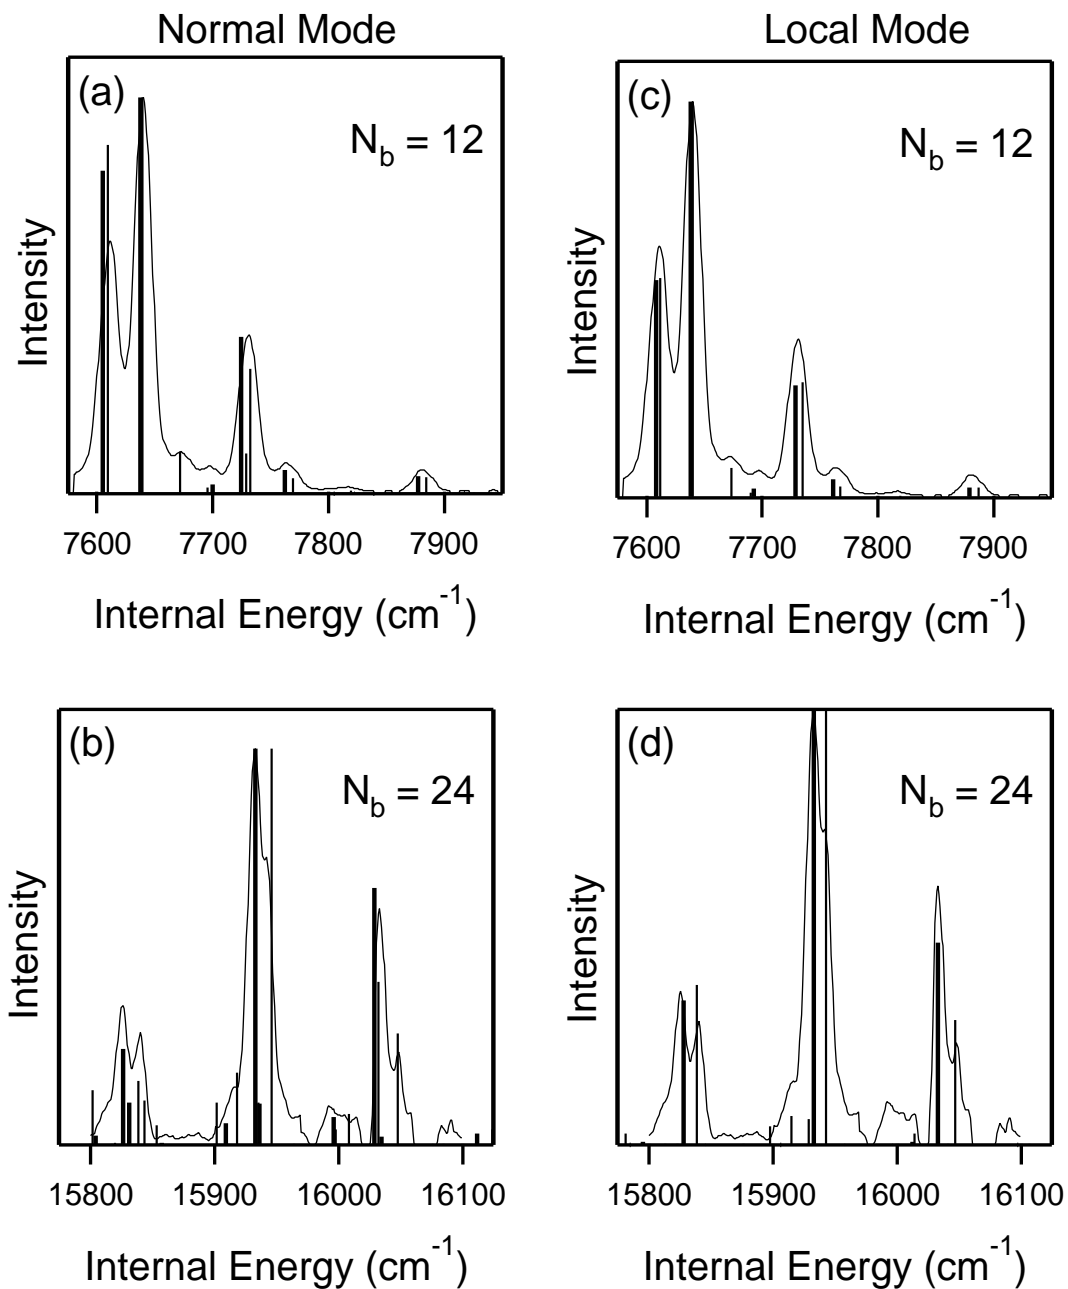 Normal Mode
Local Mode
(a)
N_b = 12
Intensity
7600 7700 7800 7900
Internal Energy (cm^-1)
(c)
N_b = 12
Intensity
7600 7700 7800 7900
Internal Energy (cm^-1)
(b)
N_b = 24
Intensity
15800 15900 16000 16100
Internal Energy (cm^-1)
(d)
N_b = 24
Intensity
15800 15900 16000 16100
Internal Energy (cm^-1)